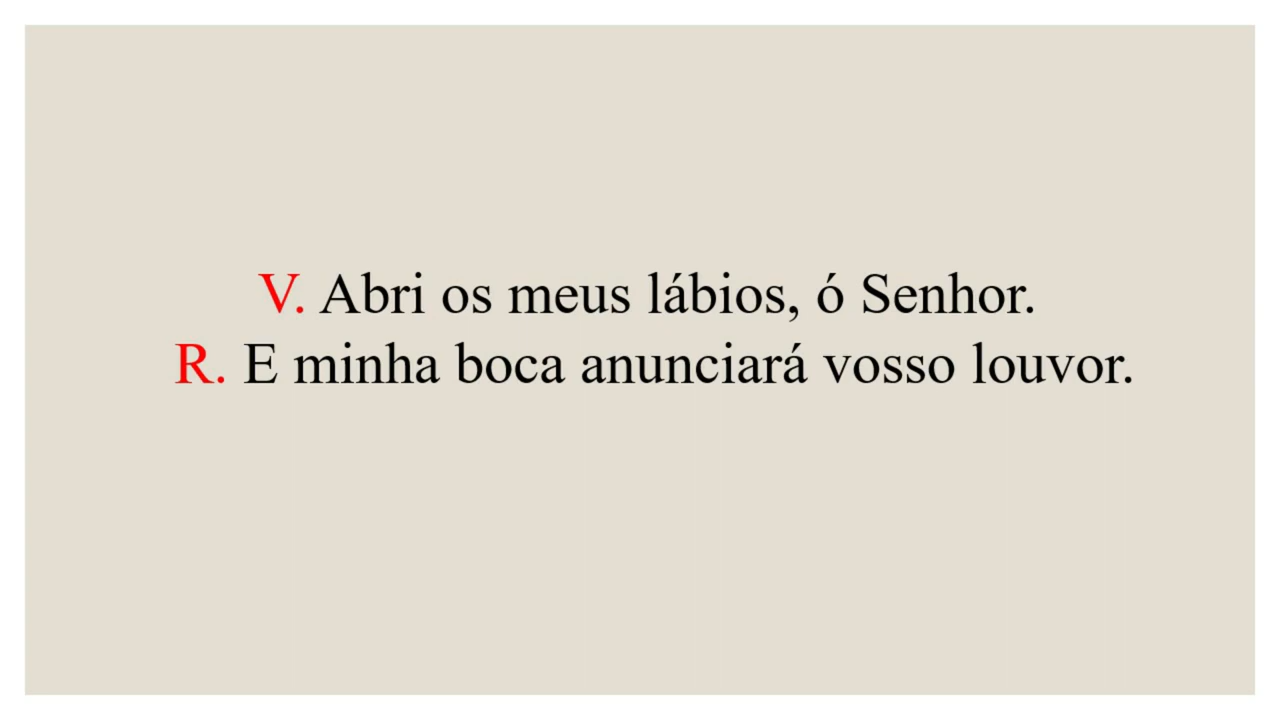 V. Abri os meus lábios, ó Senhor.
R. E minha boca anunciará vosso louvor.